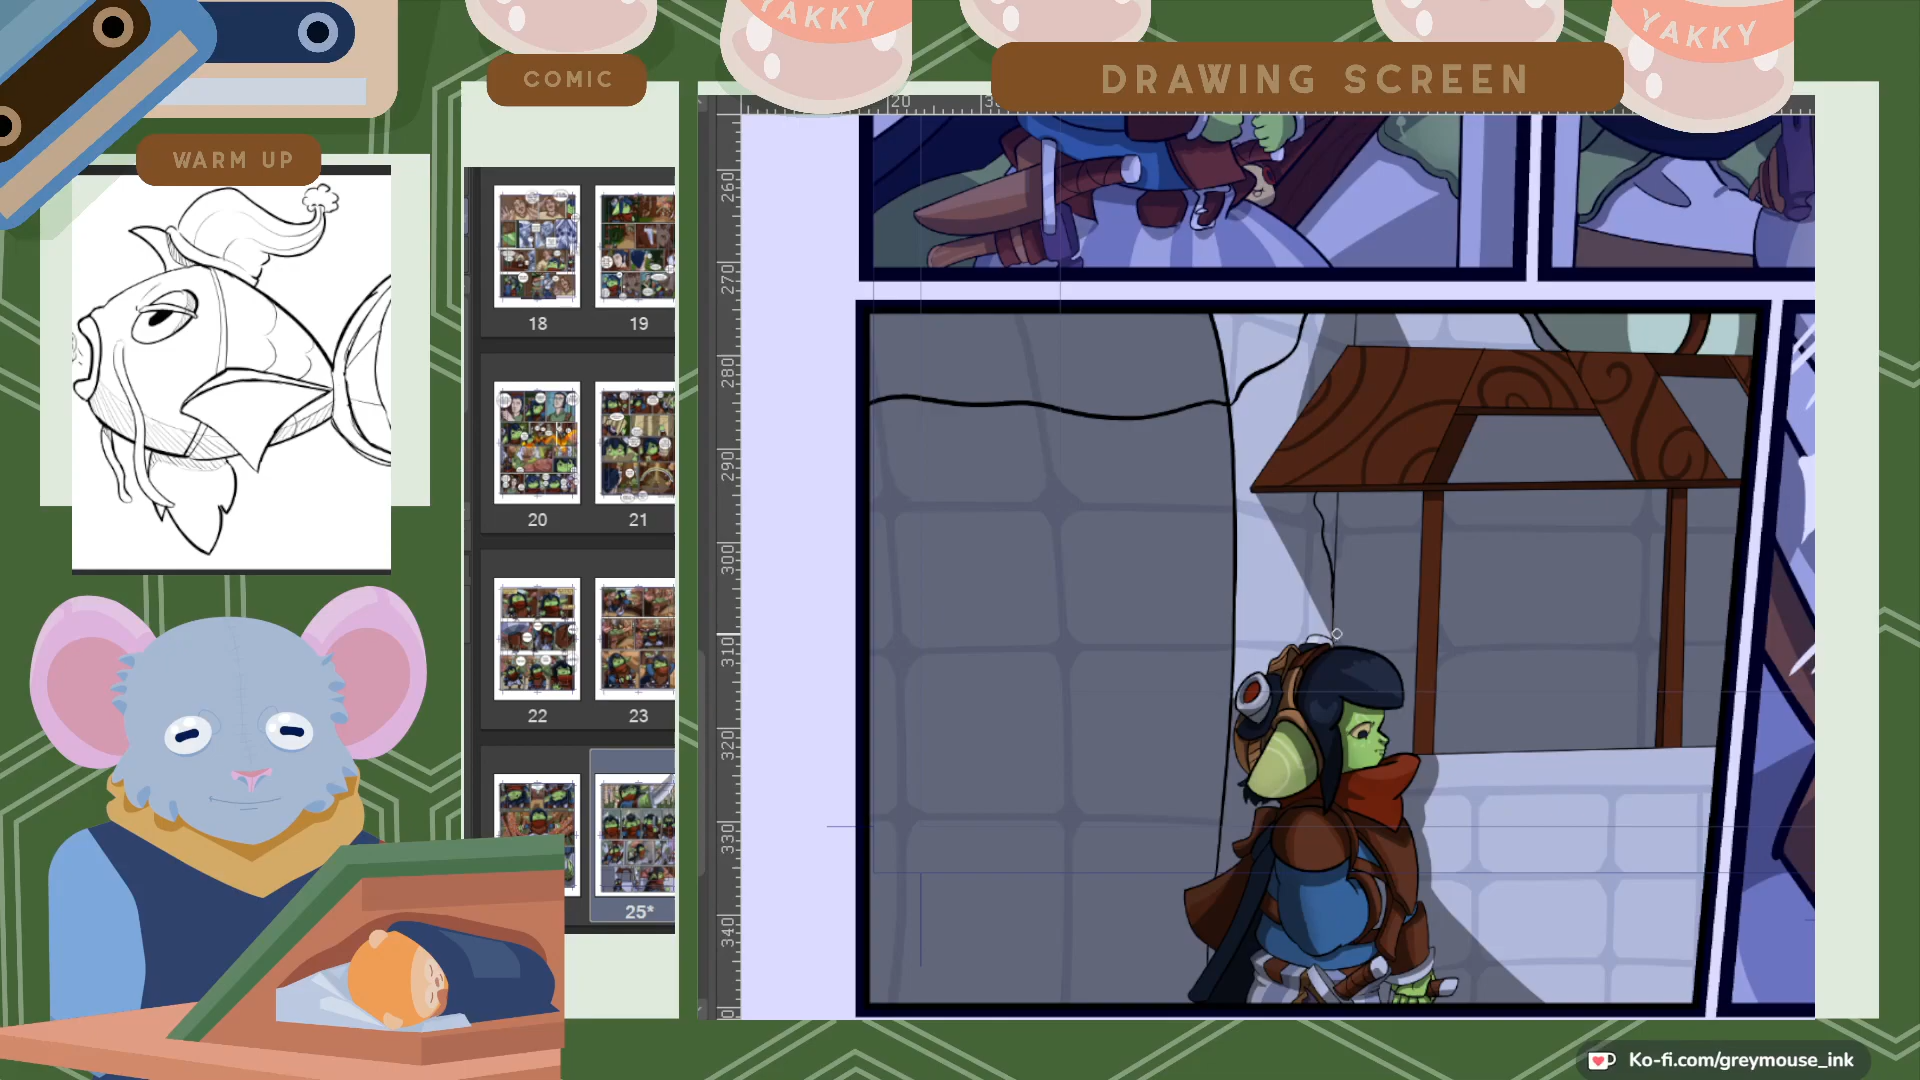 YAKKY
YAKKY
COMIC
DRAWING SCREEN
WARM UP
20
260
270
280
290
300
310
320
330
340
18
19
20
21
22
23
25*
Ko-fi.com/greymouse_ink